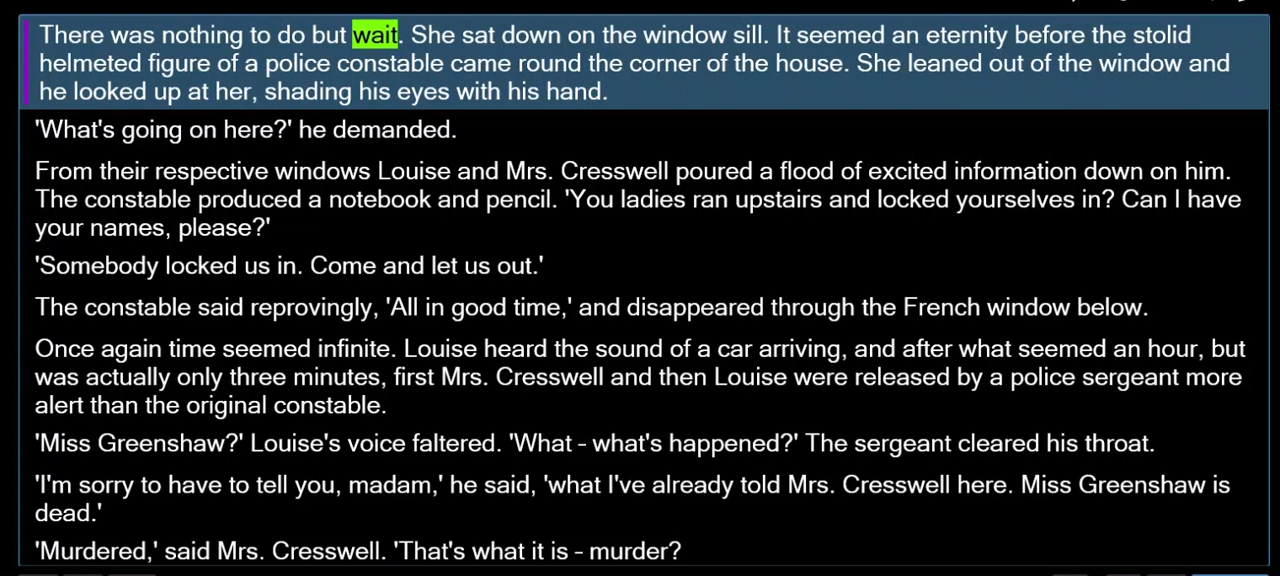 There was nothing to do but wait. She sat down on the window sill. It seemed an eternity before the stolid
helmeted figure of a police constable came round the corner of the house. She leaned out of the window and
he looked up at her, shading his eyes with his hand.
'What's going on here?' he demanded.
From their respective windows Louise and Mrs. Cresswell poured a flood of excited information down on him.
The constable produced a notebook and pencil. 'You ladies ran upstairs and locked yourselves in? Can I have
your names, please?'
'Somebody locked us in. Come and let us out.'
The constable said reprovingly, 'All in good time,' and disappeared through the French window below.
Once again time seemed infinite. Louise heard the sound of a car arriving, and after what seemed an hour, but
was actually only three minutes, first Mrs. Cresswell and then Louise were released by a police sergeant more
alert than the original constable.
'Miss Greenshaw?' Louise's voice faltered. 'What - what's happened?' The sergeant cleared his throat.
'I'm sorry to have to tell you, madam,' he said, 'what I've already told Mrs. Cresswell here. Miss Greenshaw is
dead.'
'Murdered,' said Mrs. Cresswell. 'That's what it is - murder?